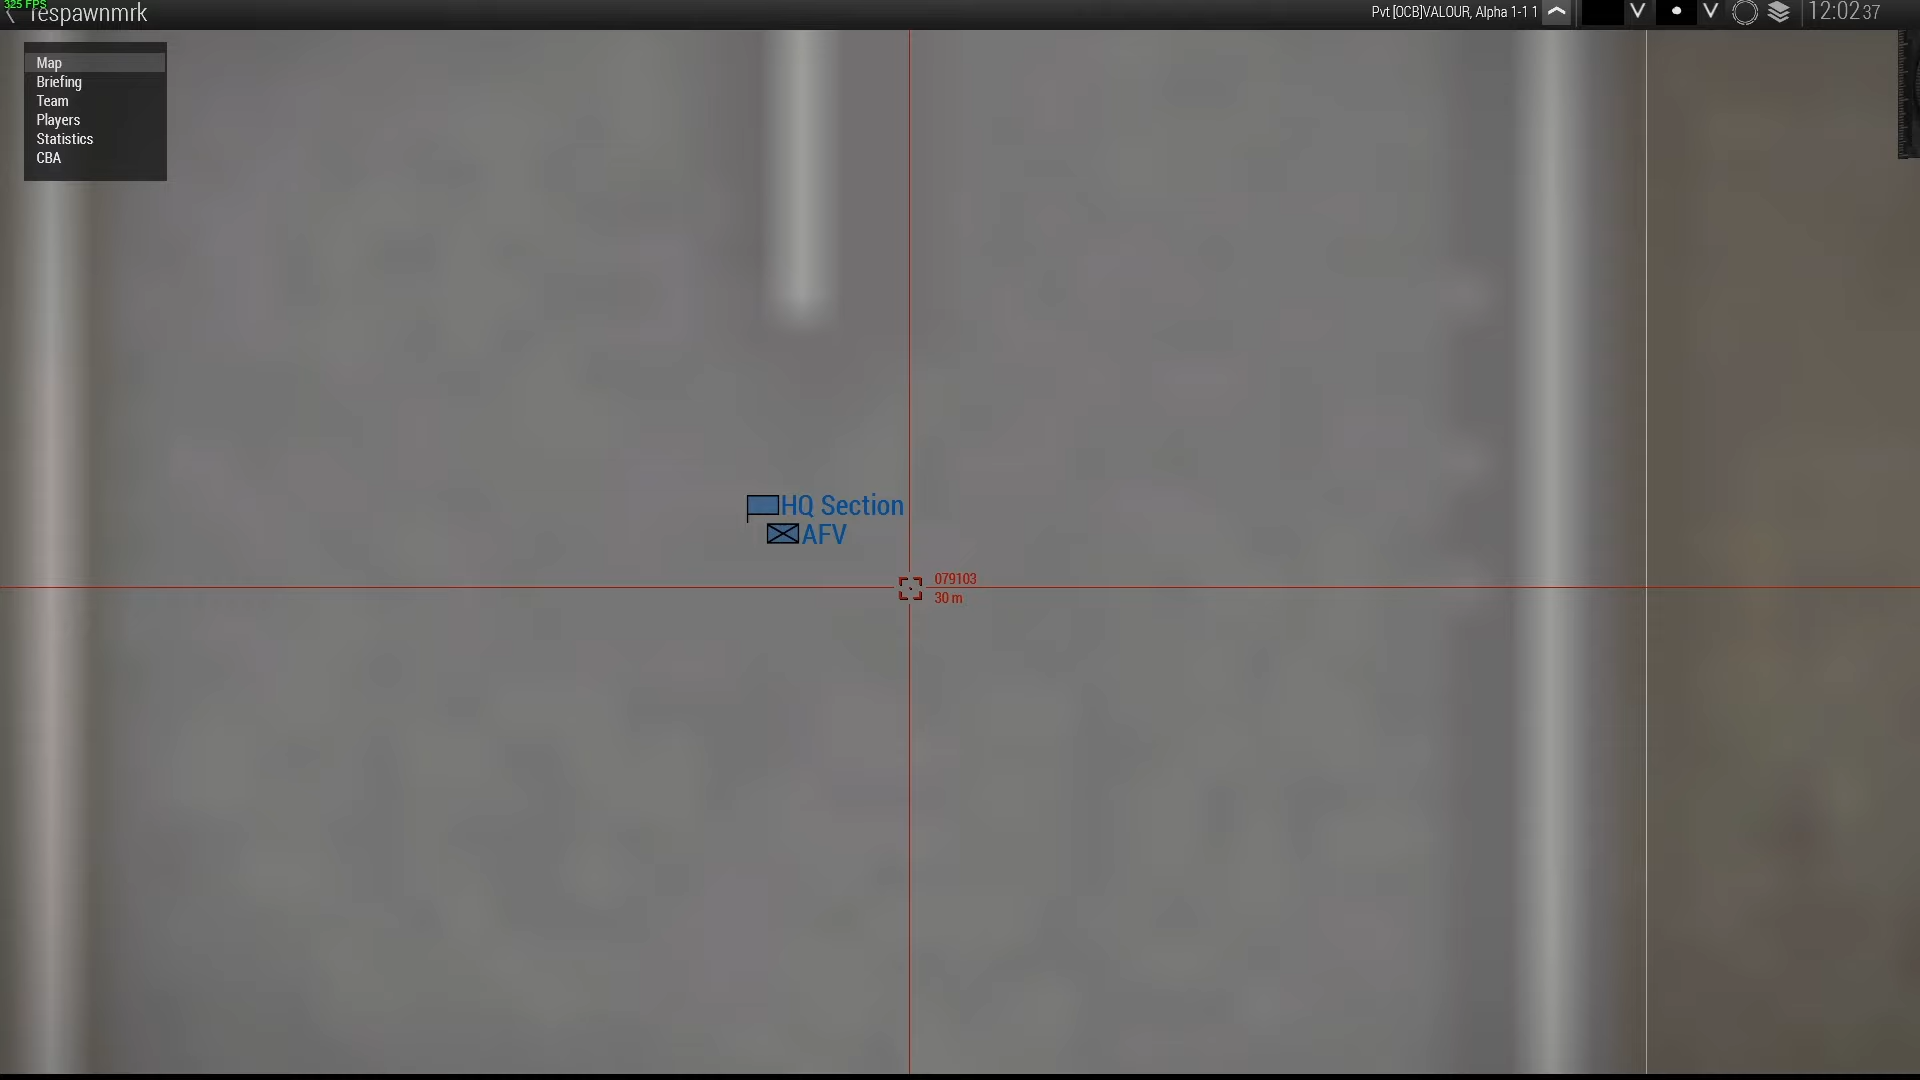 325 FPS
Tespawnmrk
Pvt [OCB]VALOUR, Alpha 1-1 1
12:02 37
Map
Briefing
Team
Players
Statistics
CBA
HQ Section
AFV
079103
30 m